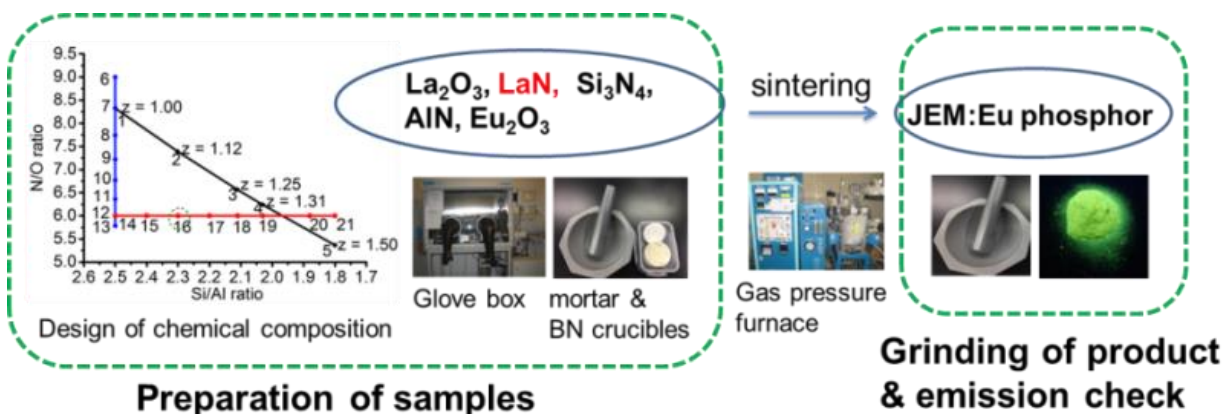 9.5
9.0
8.5
8.0
7.5
7.0
6.5
6.0
5.5
5.0
N/O ratio
2.6 2.5 2.4 2.3 2.2 2.1 2.0 1.9 1.8 1.7
Si/Al ratio
6
7
8
9
10
11
12
13
14 15 16 17 18 19 20 21
1
z = 1.00
2
z = 1.12
3
z = 1.25
4
z = 1.31
5
z = 1.50
Design of chemical composition
La₂O₃, LaN, Si₃N₄,
AlN, Eu₂O₃
Glove box
mortar &
BN crucibles
Preparation of samples
sintering
Gas pressure
furnace
JEM:Eu phosphor
Grinding of product
& emission check